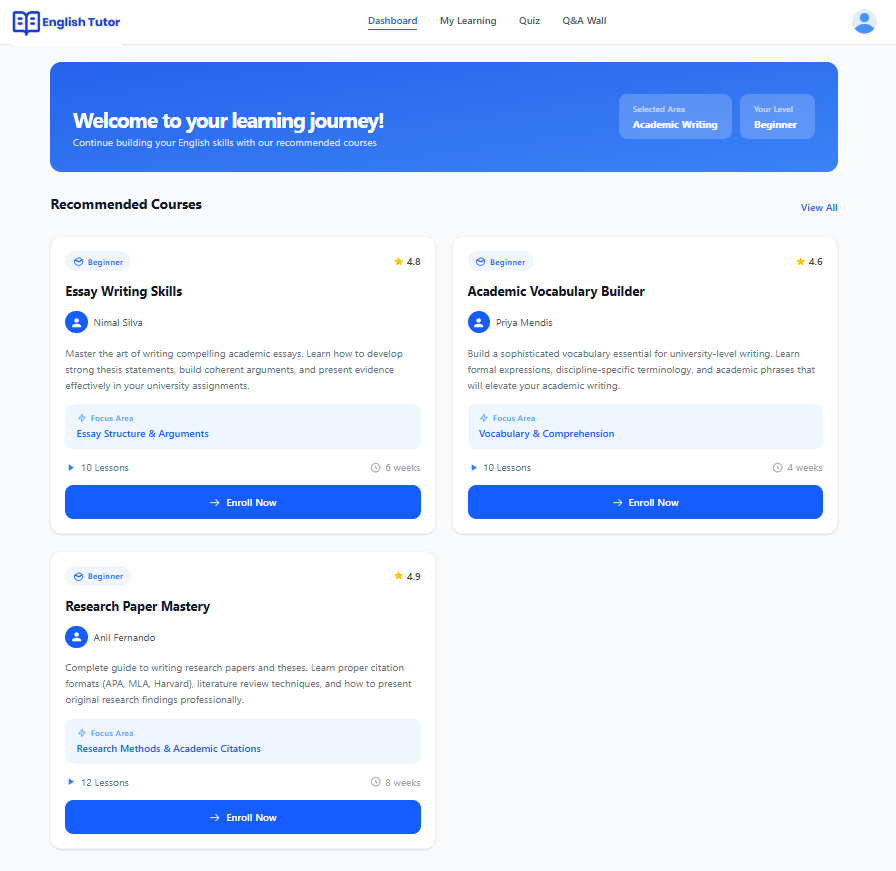 English Tutor
Dashboard
My Learning
Quiz
Q&A Wall
Welcome to your learning journey!
Continue building your English skills with our recommended courses
Selected Area
Academic Writing
Your Level
Beginner
Recommended Courses
View All
Beginner
4.8
Essay Writing Skills
Nimal Silva
Master the art of writing compelling academic essays. Learn how to develop
strong thesis statements, build coherent arguments, and present evidence
effectively in your university assignments.
Focus Area
Essay Structure & Arguments
10 Lessons
6 weeks
Enroll Now
Beginner
4.6
Academic Vocabulary Builder
Priya Mendis
Build a sophisticated vocabulary essential for university-level writing. Learn
formal expressions, discipline-specific terminology, and academic phrases that
will elevate your academic writing.
Focus Area
Vocabulary & Comprehension
10 Lessons
4 weeks
Enroll Now
Beginner
4.9
Research Paper Mastery
Anil Fernando
Complete guide to writing research papers and theses. Learn proper citation
formats (APA, MLA, Harvard), literature review techniques, and how to present
original research findings professionally.
Focus Area
Research Methods & Academic Citations
12 Lessons
8 weeks
Enroll Now